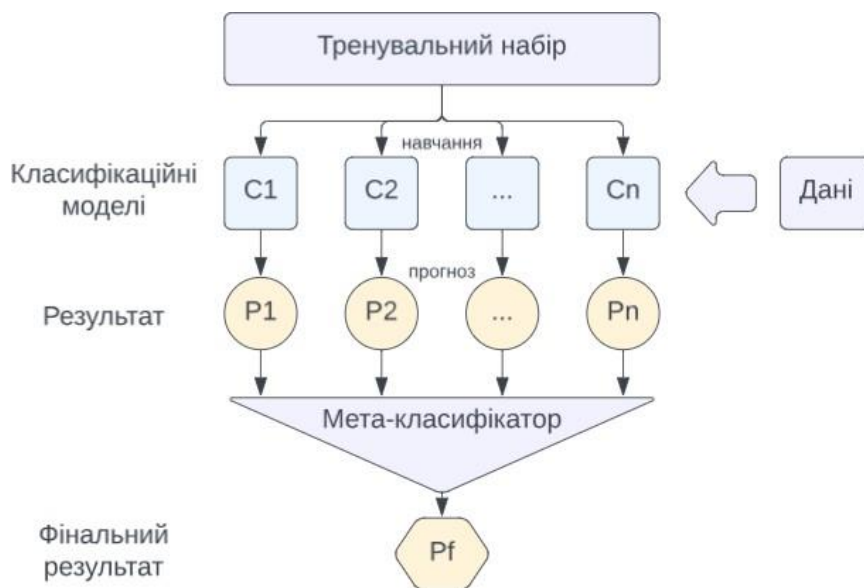 Тренувальний набір
навчання
Класифікаційні
моделі
C1
C2
...
Cn
Дані
прогноз
Результат
P1
P2
...
Pn
Мета-класифікатор
Фінальний
результат
Pf